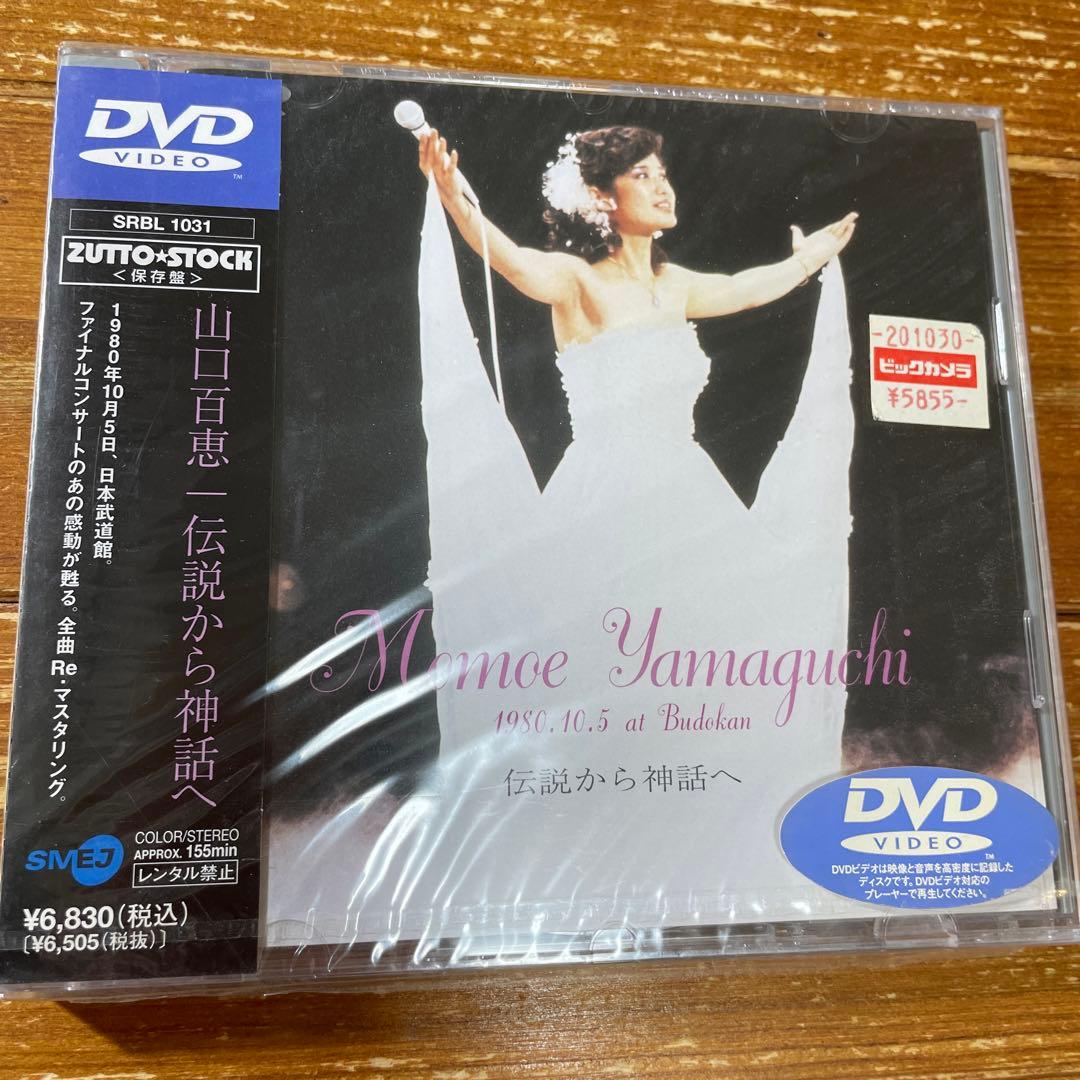 DVD
VIDEO
TM
SRBL 1031
ZUTTO★STOCK
<保存盤>
山口百恵｜伝説から神話へ
1980年10月5日、日本武道館。
ファイナルコンサートのあの感動が甦る。全曲Re・マスタリング。
SMEJ
COLOR/STEREO
APPROX. 155min
レンタル禁止
¥6,830(税込)
[¥6,505(税抜)]
-201030-
ビックカメラ
¥5855-
Momoe Yamaguchi
1980.10.5 at Budokan
伝説から神話へ
DVD
VIDEO
TM
DVDビデオは映像と音声を高密度に記録した
ディスクです。DVDビデオ対応の
プレーヤーで再生してください。